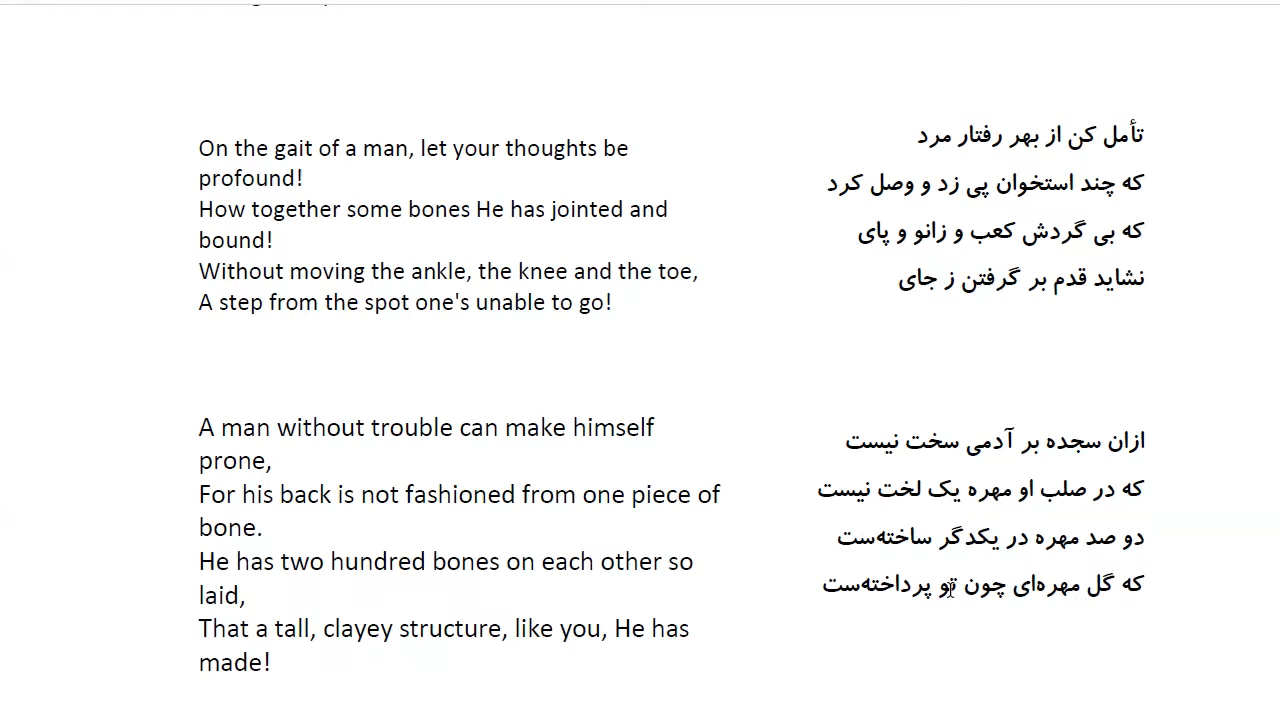 On the gait of a man, let your thoughts be
profound!
How together some bones He has jointed and
bound!
Without moving the ankle, the knee and the toe,
A step from the spot one's unable to go!
تأمل کن از بهر رفتار مرد
که چند استخوان پی زد و وصل کرد
که بی گردش کعب و زانو و پای
نشاید قدم بر گرفتن ز جای
A man without trouble can make himself
prone,
For his back is not fashioned from one piece of
bone.
He has two hundred bones on each other so
laid,
That a tall, clayey structure, like you, He has
made!
ازان سجده بر آدمی سخت نیست
که در صلب او مهره یک لخت نیست
دو صد مهره در یکدگر ساخته‌ست
که گل مهره‌ای چون تو پرداخته‌ست